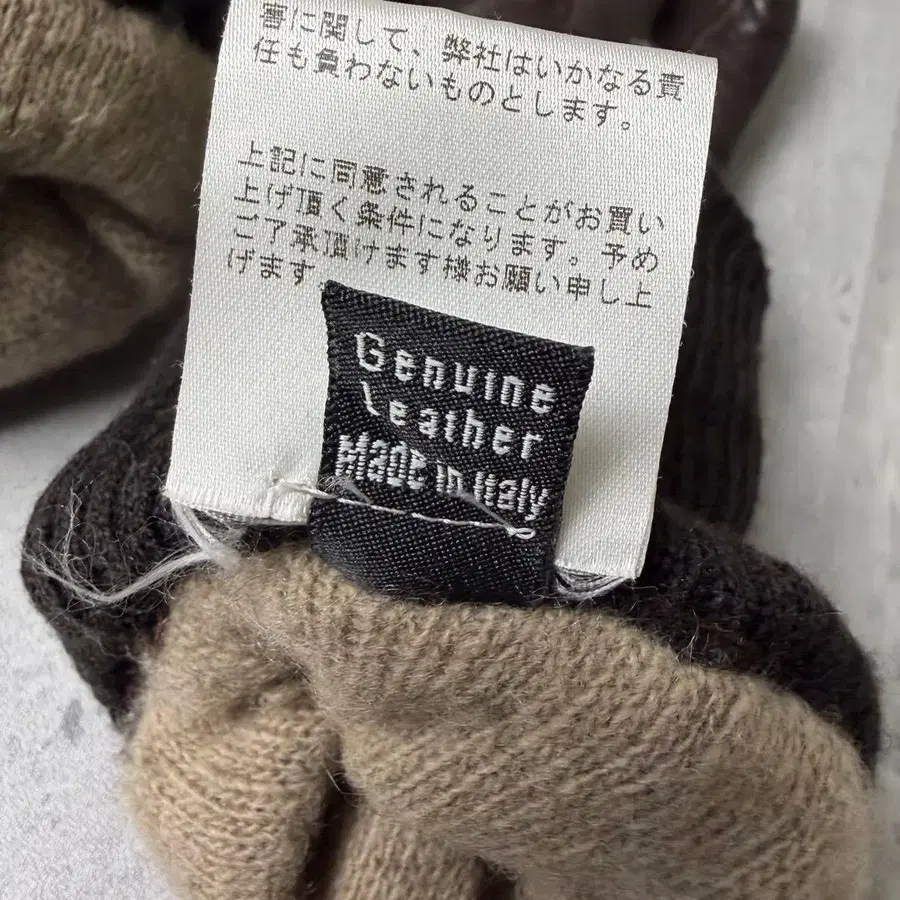 害に関して、弊社はいかなる責
任も負わないものとします。
上記に同意されることがお買い
上げ頂く条件になります。予め
ご了承頂けます様お願い申し上
げます。
Genuine
Leather
Made in Italy